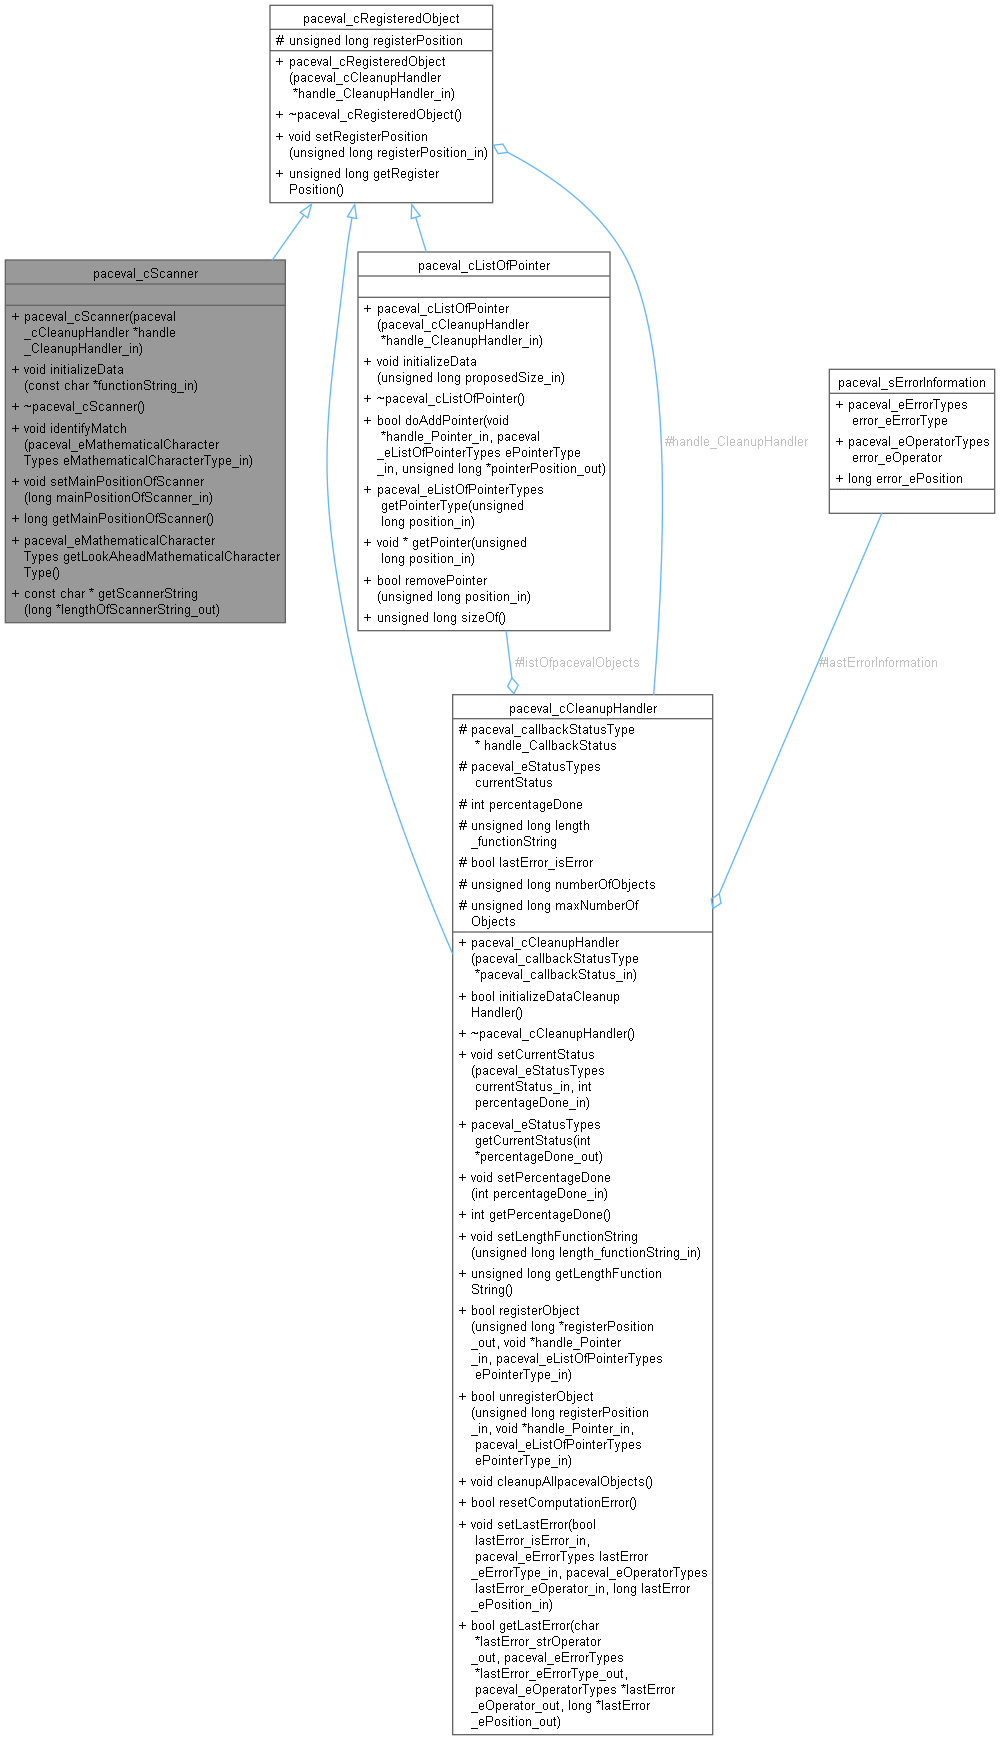 paceval_cRegisteredObject
# unsigned long registerPosition
+ paceval_cRegisteredObject
(paceval_cCleanupHandler
*handle_CleanupHandler_in)
+ ~paceval_cRegisteredObject()
+ void setRegisterPosition
(unsigned long registerPosition_in)
+ unsigned long getRegister
Position()
paceval_cScanner
+ paceval_cScanner(paceval
_cCleanupHandler *handle
_CleanupHandler_in)
+ void initializeData
(const char *functionString_in)
+ ~paceval_cScanner()
+ void identifyMatch
(paceval_eMathematicalCharacter
Types eMathematicalCharacterType_in)
+ void setMainPositionOfScanner
(long mainPositionOfScanner_in)
+ long getMainPositionOfScanner()
+ paceval_eMathematicalCharacter
Types getLookAheadMathematicalCharacter
Type()
+ const char * getScannerString
(long *lengthOfScannerString_out)
paceval_cListOfPointer
+ paceval_cListOfPointer
(paceval_cCleanupHandler
*handle_CleanupHandler_in)
+ void initializeData
(unsigned long proposedSize_in)
+ ~paceval_cListOfPointer()
+ bool doAddPointer(void
*handle_Pointer_in, paceval
_eListOfPointerTypes ePointerType
_in, unsigned long *pointerPosition_out)
+ paceval_eListOfPointerTypes
getPointerType(unsigned
long position_in)
+ void * getPointer(unsigned
long position_in)
+ bool removePointer
(unsigned long position_in)
+ unsigned long sizeOf()
#handle_CleanupHandler
paceval_sErrorInformation
+ paceval_eErrorTypes
error_eErrorType
+ paceval_eOperatorTypes
error_eOperator
+ long error_ePosition
#listOfpacevalObjects
#lastErrorInformation
paceval_cCleanupHandler
# paceval_callbackStatusType
* handle_CallbackStatus
# paceval_eStatusTypes
currentStatus
# int percentageDone
# unsigned long length
_functionString
# bool lastError_isError
# unsigned long numberOfObjects
# unsigned long maxNumberOf
Objects
+ paceval_cCleanupHandler
(paceval_callbackStatusType
*paceval_callbackStatus_in)
+ bool initializeDataCleanup
Handler()
+ ~paceval_cCleanupHandler()
+ void setCurrentStatus
(paceval_eStatusTypes
currentStatus_in, int
percentageDone_in)
+ paceval_eStatusTypes
getCurrentStatus(int
*percentageDone_out)
+ void setPercentageDone
(int percentageDone_in)
+ int getPercentageDone()
+ void setLengthFunctionString
(unsigned long length_functionString_in)
+ unsigned long getLengthFunction
String()
+ bool registerObject
(unsigned long *registerPosition
_out, void *handle_Pointer
_in, paceval_eListOfPointerTypes
ePointerType_in)
+ bool unregisterObject
(unsigned long registerPosition
_in, void *handle_Pointer_in,
paceval_eListOfPointerTypes
ePointerType_in)
+ void cleanupAllpacevalObjects()
+ bool resetComputationError()
+ void setLastError(bool
lastError_isError_in,
paceval_eErrorTypes lastError
_eErrorType_in, paceval_eOperatorTypes
lastError_eOperator_in, long lastError
_ePosition_in)
+ bool getLastError(char
*lastError_strOperator
_out, paceval_eErrorTypes
*lastError_eErrorType_out,
paceval_eOperatorTypes *lastError
_eOperator_out, long *lastError
_ePosition_out)